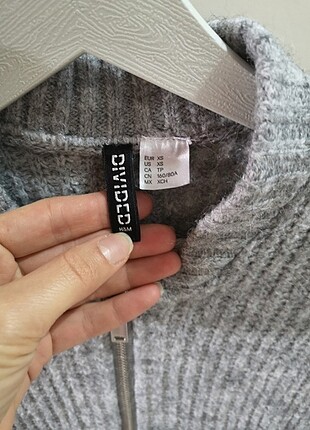 DIVIDED
H&M
EUR XS
US XS
CA TP
CN 160/80A
MX XCH